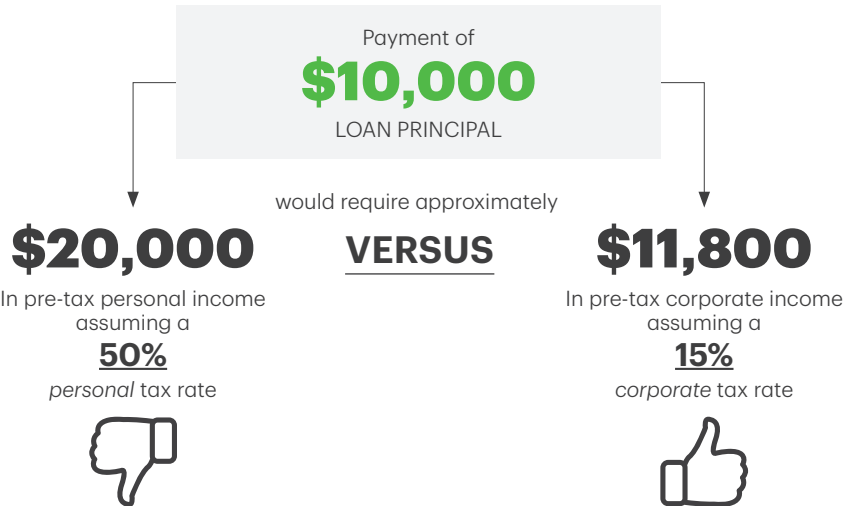 Payment of
$10,000
LOAN PRINCIPAL
would require approximately
$20,000
VERSUS
$11,800
In pre-tax personal income
assuming a
50%
personal tax rate
In pre-tax corporate income
assuming a
15%
corporate tax rate